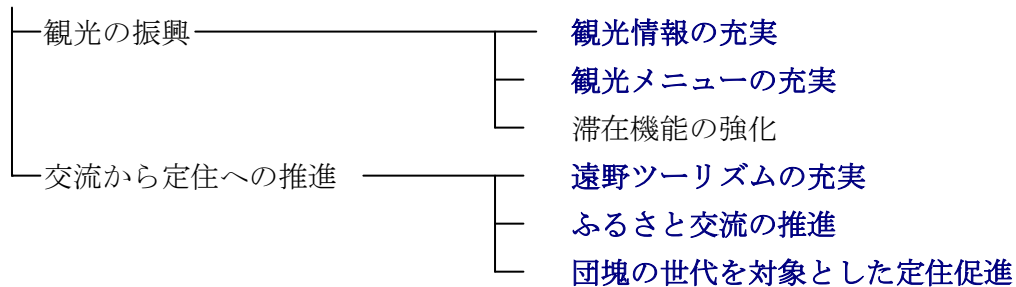 観光の振興 観光情報の充実
観光メニューの充実
滞在機能の強化
交流から定住への推進 遠野ツーリズムの充実
ふるさと交流の推進
団塊の世代を対象とした定住促進